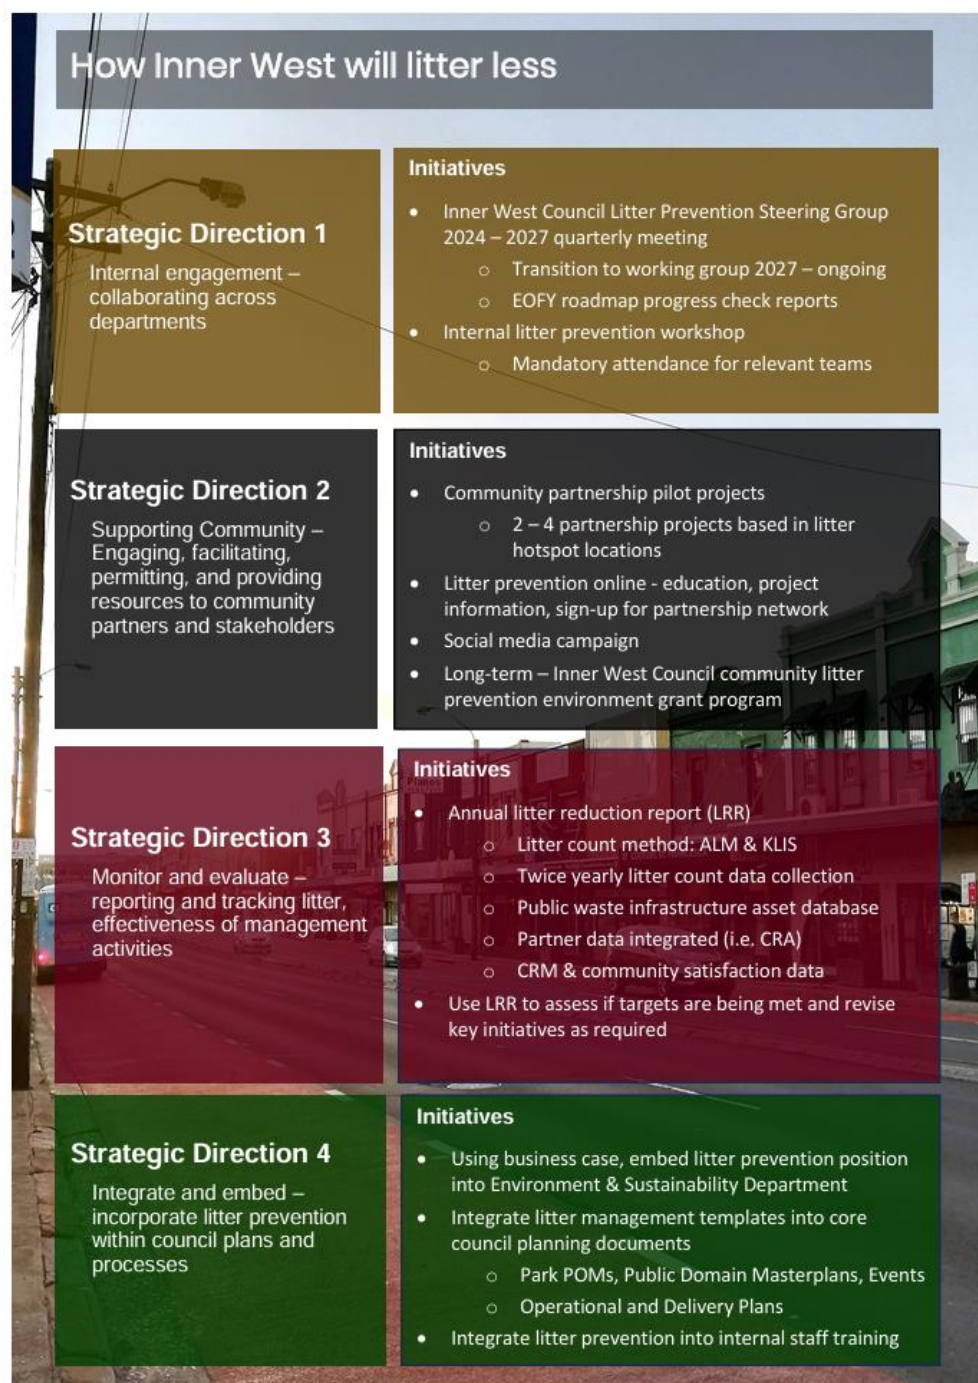 How Inner West will litter less
Strategic Direction 1
Internal engagement –
collaborating across
departments
Initiatives
• Inner West Council Litter Prevention Steering Group
2024 – 2027 quarterly meeting
○ Transition to working group 2027 – ongoing
○ EOFY roadmap progress check reports
• Internal litter prevention workshop
○ Mandatory attendance for relevant teams
Strategic Direction 2
Supporting Community –
Engaging, facilitating,
permitting, and providing
resources to community
partners and stakeholders
Initiatives
• Community partnership pilot projects
○ 2 – 4 partnership projects based in litter
hotspot locations
• Litter prevention online - education, project
information, sign-up for partnership network
• Social media campaign
• Long-term – Inner West Council community litter
prevention environment grant program
Strategic Direction 3
Monitor and evaluate –
reporting and tracking litter,
effectiveness of management
activities
Initiatives
• Annual litter reduction report (LRR)
○ Litter count method: ALM & KLIS
○ Twice yearly litter count data collection
○ Public waste infrastructure asset database
○ Partner data integrated (i.e. CRA)
○ CRM & community satisfaction data
• Use LRR to assess if targets are being met and revise
key initiatives as required
Strategic Direction 4
Integrate and embed –
incorporate litter prevention
within council plans and
processes
Initiatives
• Using business case, embed litter prevention position
into Environment & Sustainability Department
• Integrate litter management templates into core
council planning documents
○ Park POMs, Public Domain Masterplans, Events
○ Operational and Delivery Plans
• Integrate litter prevention into internal staff training